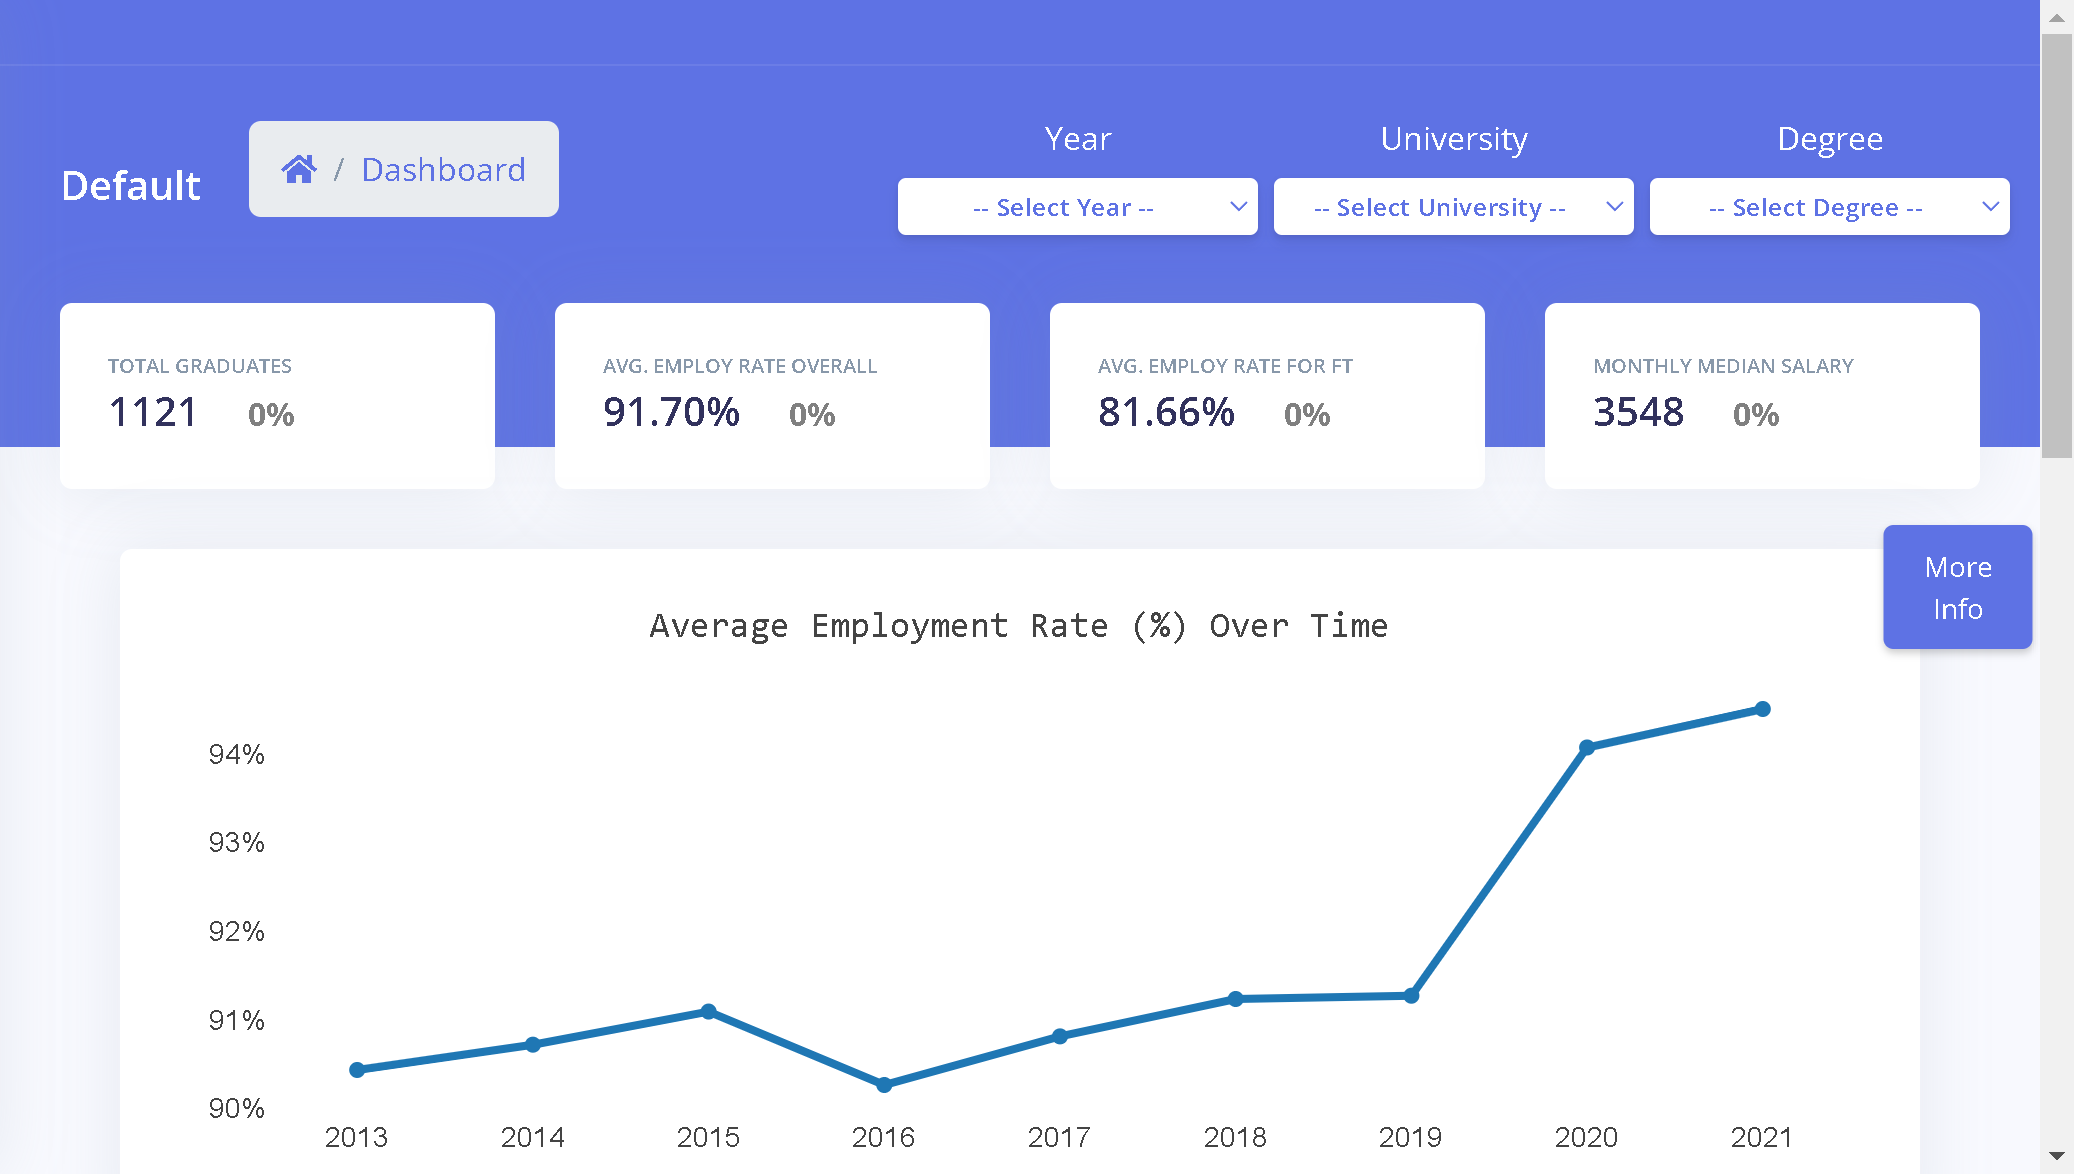 Default
/ Dashboard
Year
University
Degree
-- Select Year --
-- Select University --
-- Select Degree --
TOTAL GRADUATES
1121 0%
AVG. EMPLOY RATE OVERALL
91.70% 0%
AVG. EMPLOY RATE FOR FT
81.66% 0%
MONTHLY MEDIAN SALARY
3548 0%
More
Info
Average Employment Rate (%) Over Time
94%
93%
92%
91%
90%
2013 2014 2015 2016 2017 2018 2019 2020 2021